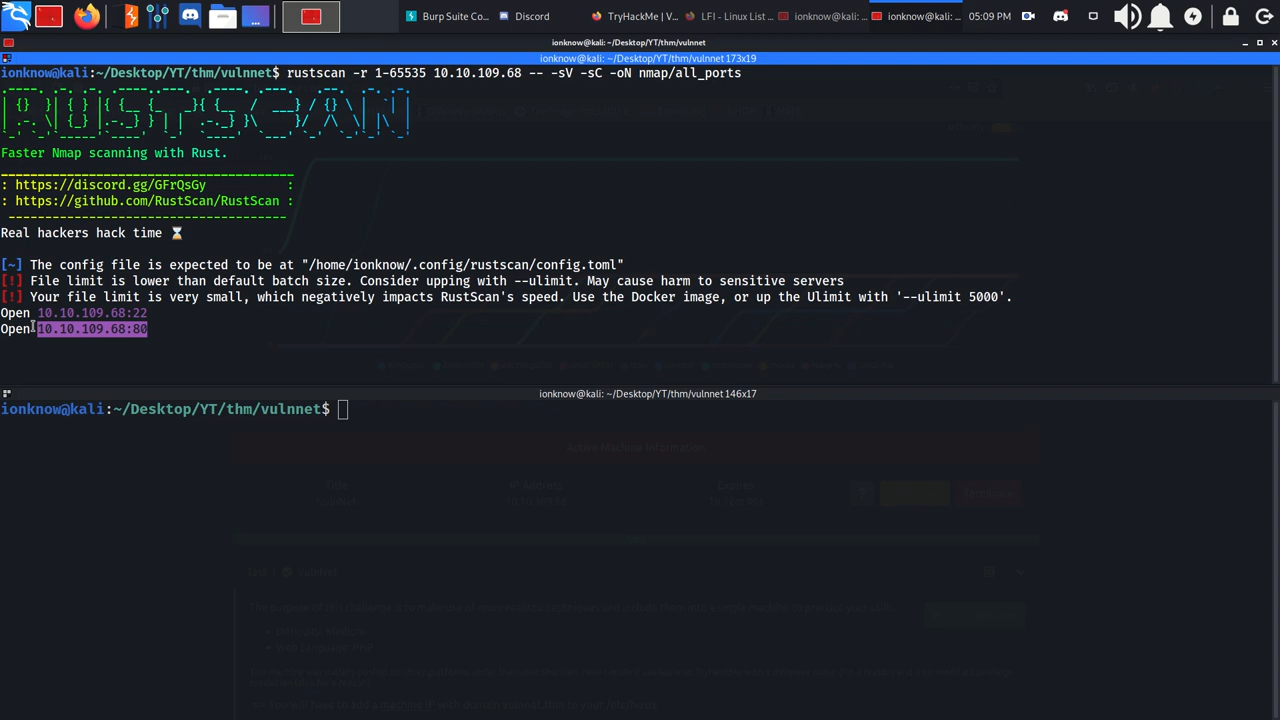 Burp Suite Co...
Discord
TryHackMe | V...
LFI - Linux List ...
ionknow@kali: ...
ionknow@kali: ...
05:09 PM
ionknow@kali: ~/Desktop/YT/thm/vulnnet
ionknow@kali: ~/Desktop/YT/thm/vulnnet 173x19
ionknow@kali:~/Desktop/YT/thm/vulnnet$ rustscan -r 1-65535 10.10.109.68 -- -sV -sC -oN nmap/all_ports
Faster Nmap scanning with Rust.
: https://discord.gg/GFrQsGy :
: https://github.com/RustScan/RustScan :
Real hackers hack time ⌛
[~] The config file is expected to be at "/home/ionknow/.config/rustscan/config.toml"
[!] File limit is lower than default batch size. Consider upping with --ulimit. May cause harm to sensitive servers
[!] Your file limit is very small, which negatively impacts RustScan's speed. Use the Docker image, or up the Ulimit with '--ulimit 5000'.
Open 10.10.109.68:22
Open 10.10.109.68:80
ionknow@kali: ~/Desktop/YT/thm/vulnnet 146x17
ionknow@kali:~/Desktop/YT/thm/vulnnet$
Active Machine Information
Title
IP Address
Expires